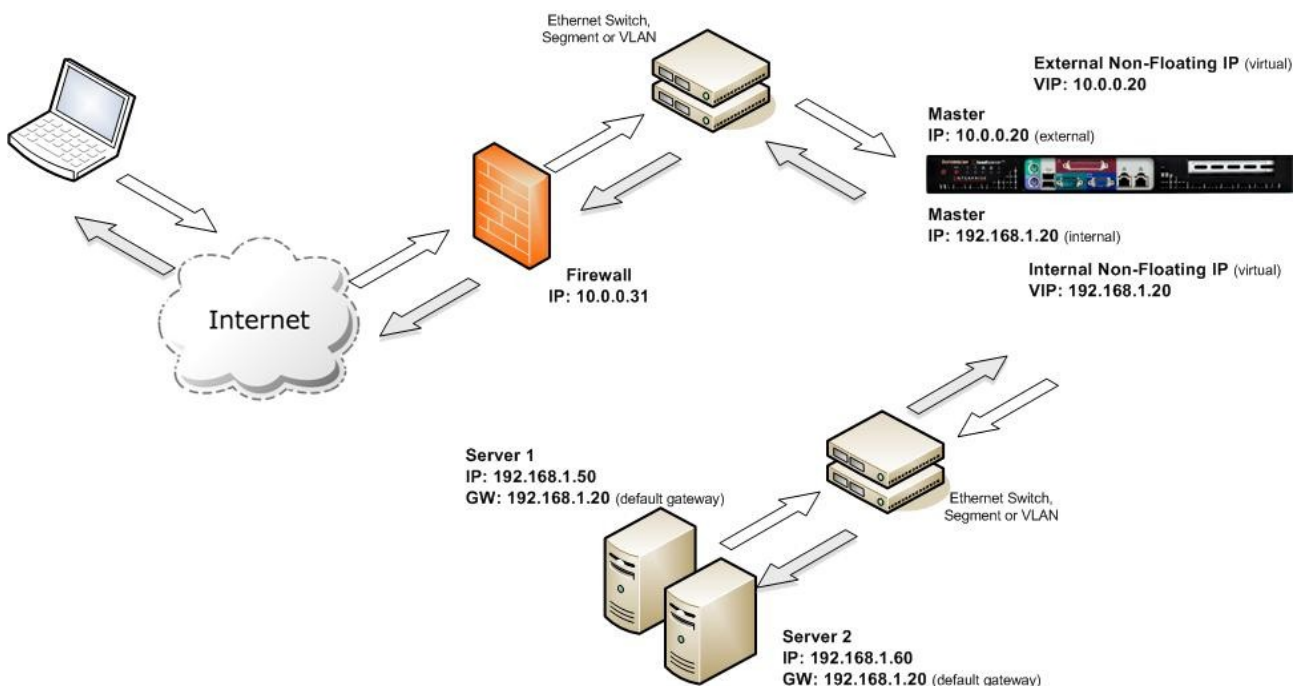 Ethernet Switch,
Segment or VLAN
External Non-Floating IP (virtual)
VIP: 10.0.0.20
Master
IP: 10.0.0.20 (external)
Master
IP: 192.168.1.20 (internal)
Internal Non-Floating IP (virtual)
VIP: 192.168.1.20
Firewall
IP: 10.0.0.31
Internet
Server 1
IP: 192.168.1.50
GW: 192.168.1.20 (default gateway)
Ethernet Switch,
Segment or VLAN
Server 2
IP: 192.168.1.60
GW: 192.168.1.20 (default gateway)